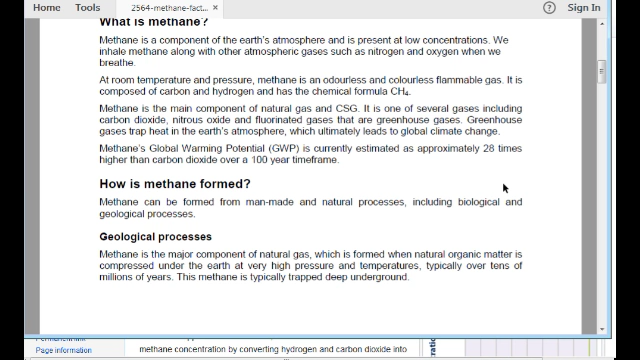 Home Tools 2564-methane-fact... × ? Sign In
What is methane?
Methane is a component of the earth's atmosphere and is present at low concentrations. We
inhale methane along with other atmospheric gases such as nitrogen and oxygen when we
breathe.
At room temperature and pressure, methane is an odourless and colourless flammable gas. It is
composed of carbon and hydrogen and has the chemical formula CH₄.
Methane is the main component of natural gas and CSG. It is one of several gases including
carbon dioxide, nitrous oxide and fluorinated gases that are greenhouse gases. Greenhouse
gases trap heat in the earth's atmosphere, which ultimately leads to global climate change.
Methane's Global Warming Potential (GWP) is currently estimated as approximately 28 times
higher than carbon dioxide over a 100 year timeframe.
How is methane formed?
Methane can be formed from man-made and natural processes, including biological and
geological processes.
Geological processes
Methane is the major component of natural gas, which is formed when natural organic matter is
compressed under the earth at very high pressure and temperatures, typically over tens of
millions of years. This methane is typically trapped deep underground.
Page information
methane concentration by converting hydrogen and carbon dioxide into